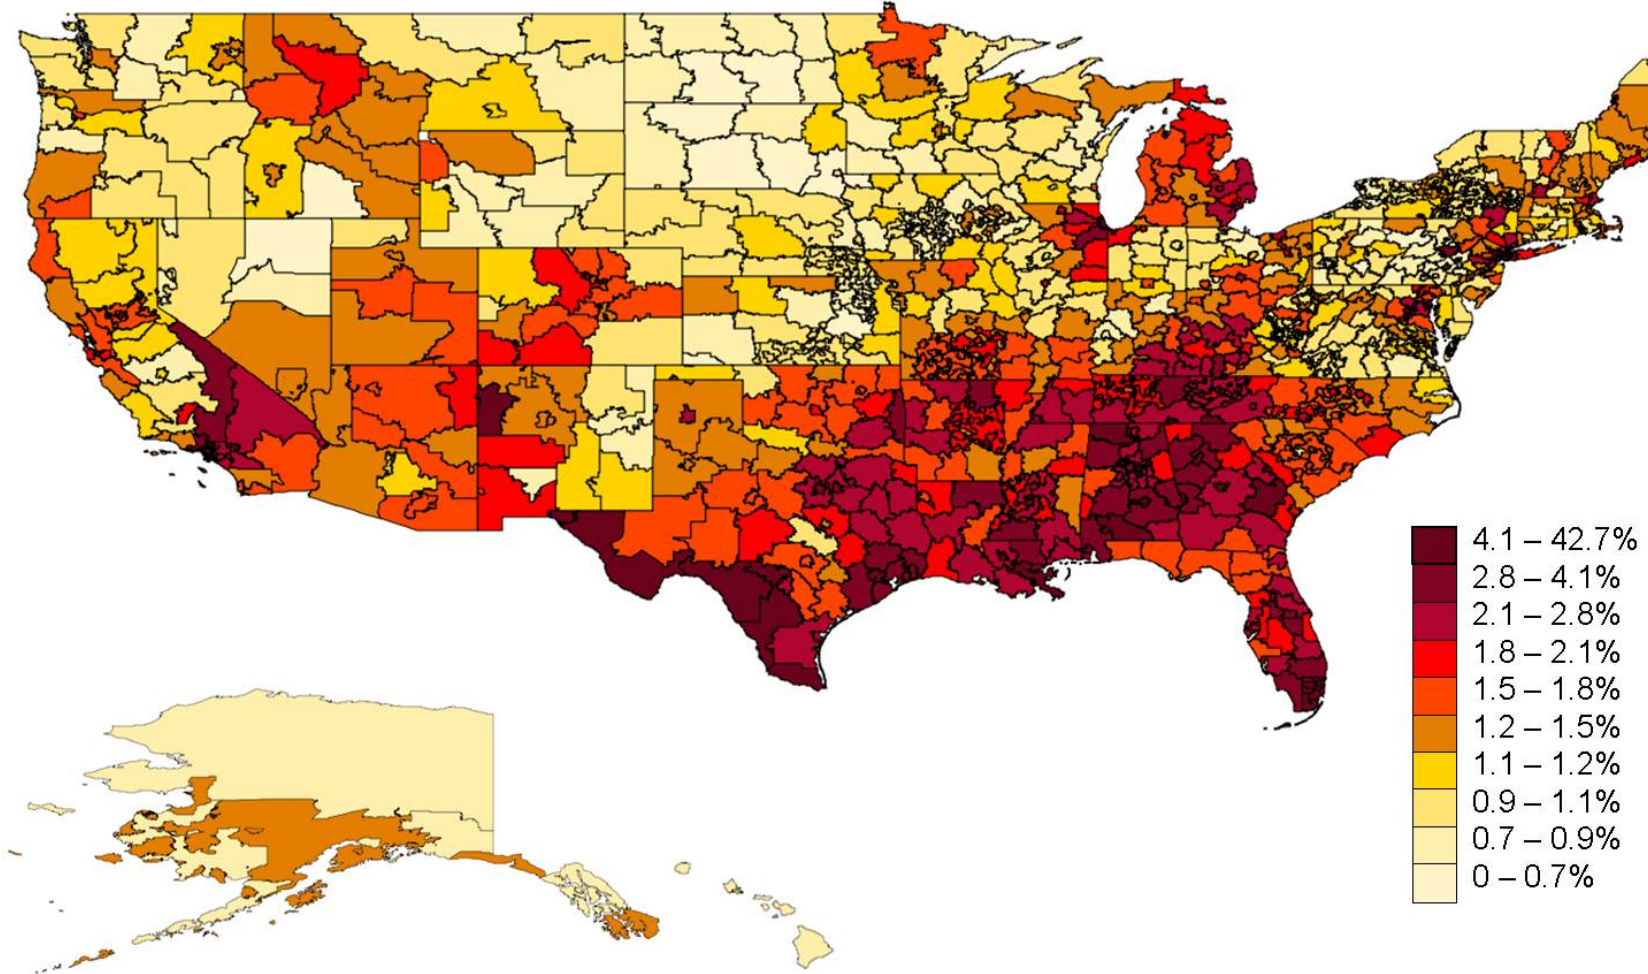 4.1 – 42.7%
2.8 – 4.1%
2.1 – 2.8%
1.8 – 2.1%
1.5 – 1.8%
1.2 – 1.5%
1.1 – 1.2%
0.9 – 1.1%
0.7 – 0.9%
0 – 0.7%